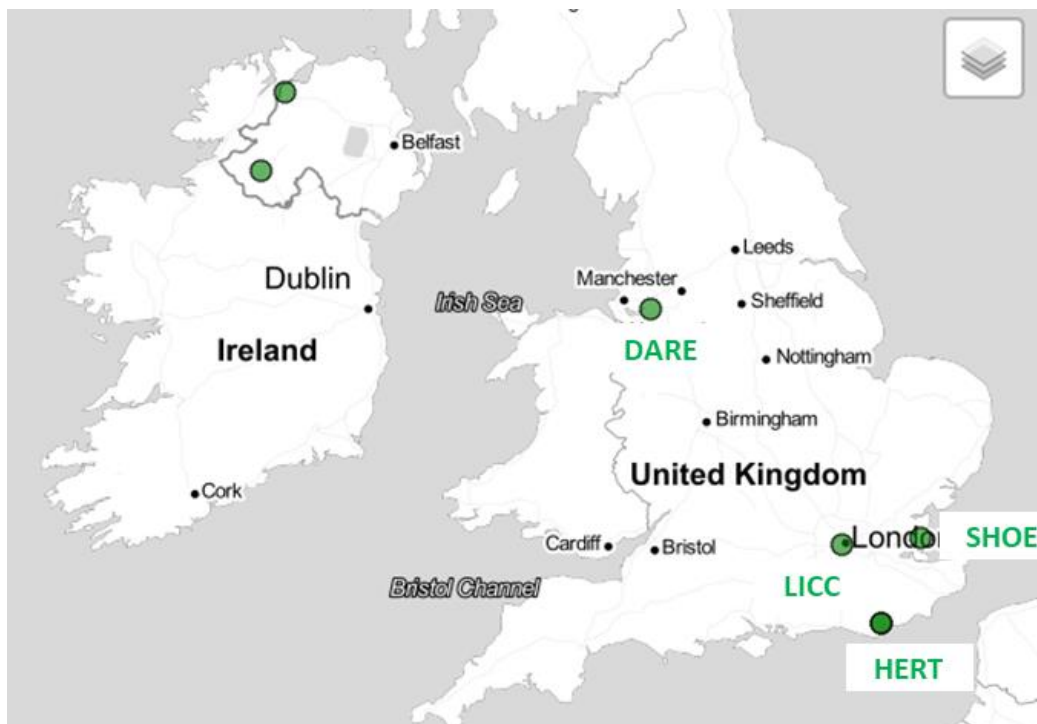 Belfast
Leeds
Dublin
Manchester
Irish Sea
Sheffield
Ireland
DARE
Nottingham
Birmingham
United Kingdom
Cork
Cardiff
Bristol
London
SHOE
Bristol Channel
LICC
HERT